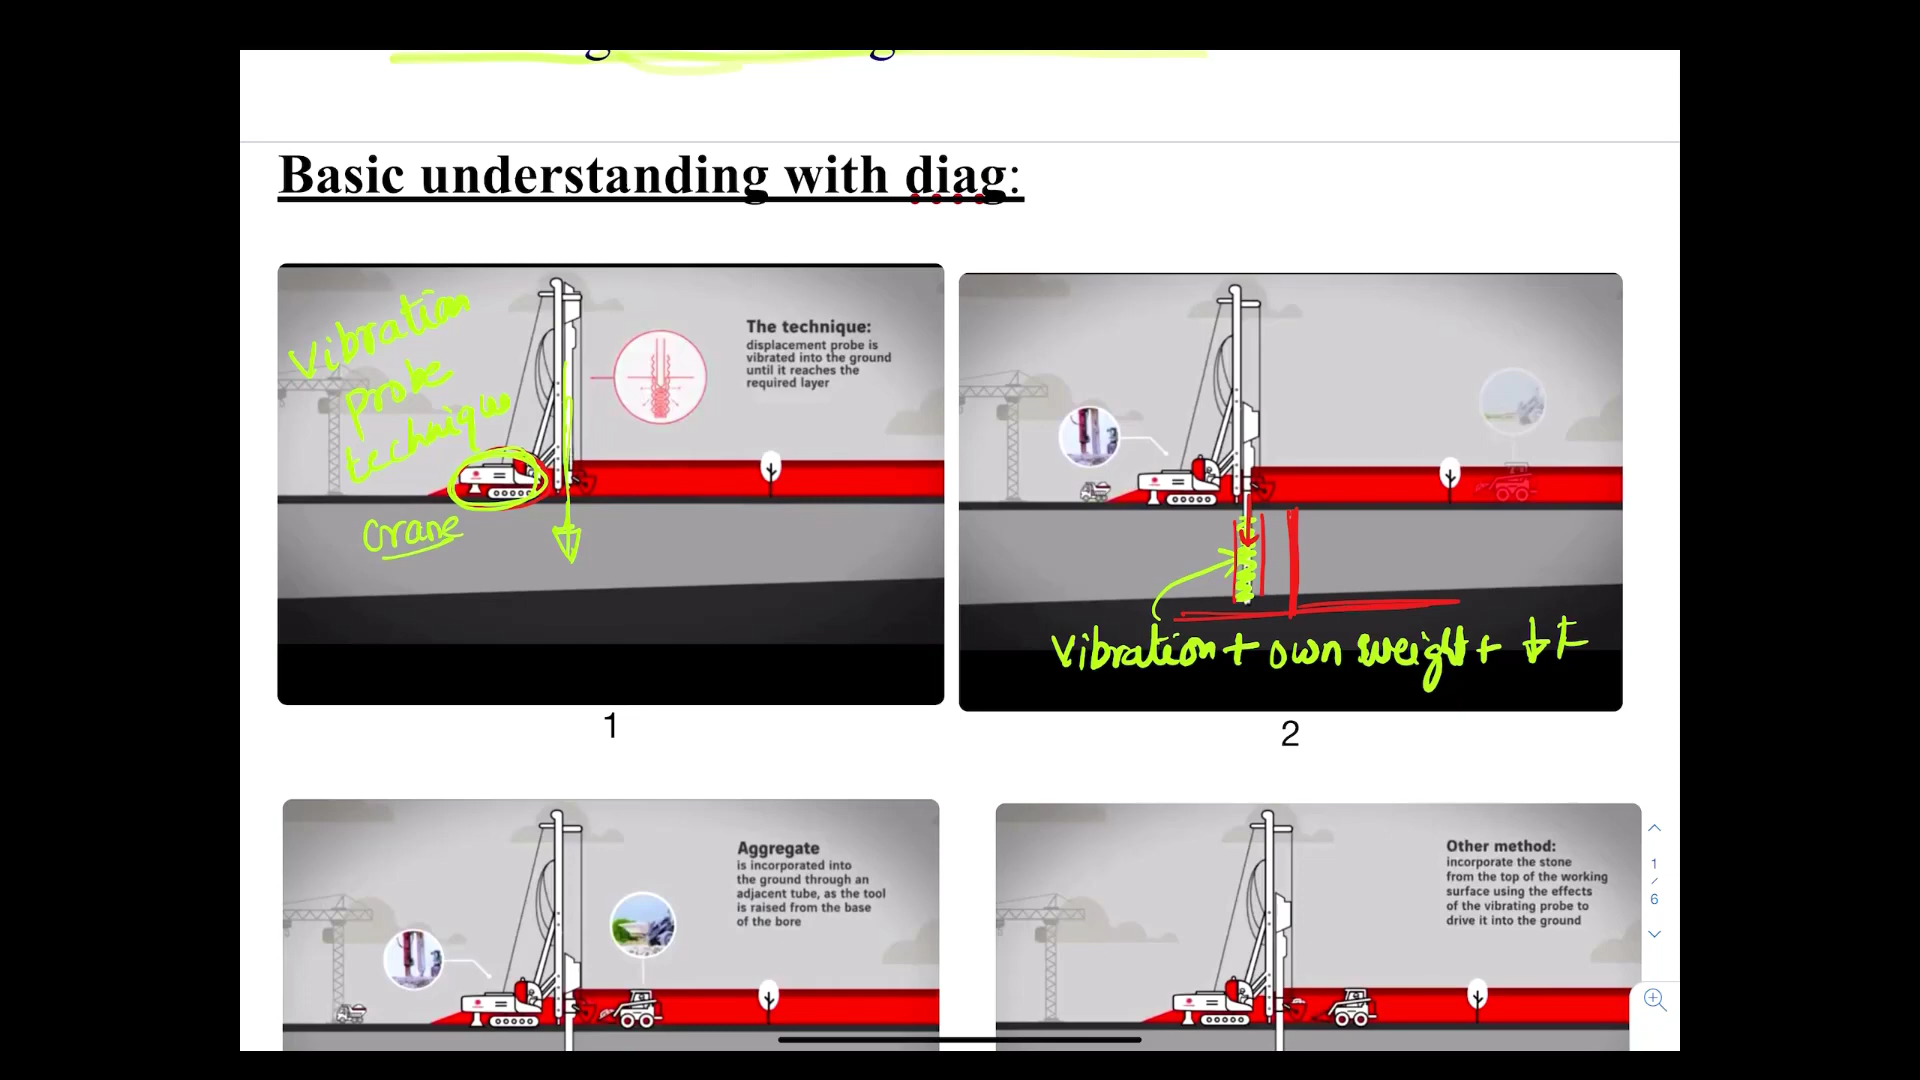 Basic understanding with diag:
Vibration
probe
technique
Crane
The technique:
displacement probe is
vibrated into the ground
until it reaches the
required layer
1
Vibration + own weight +
2
Aggregate
is incorporated into
the ground through an
adjacent tube, as the tool
is raised from the base
of the bore
Other method:
incorporate the stone
from the top of the working
surface using the effects
of the vibrating probe to
drive it into the ground
1
/
6